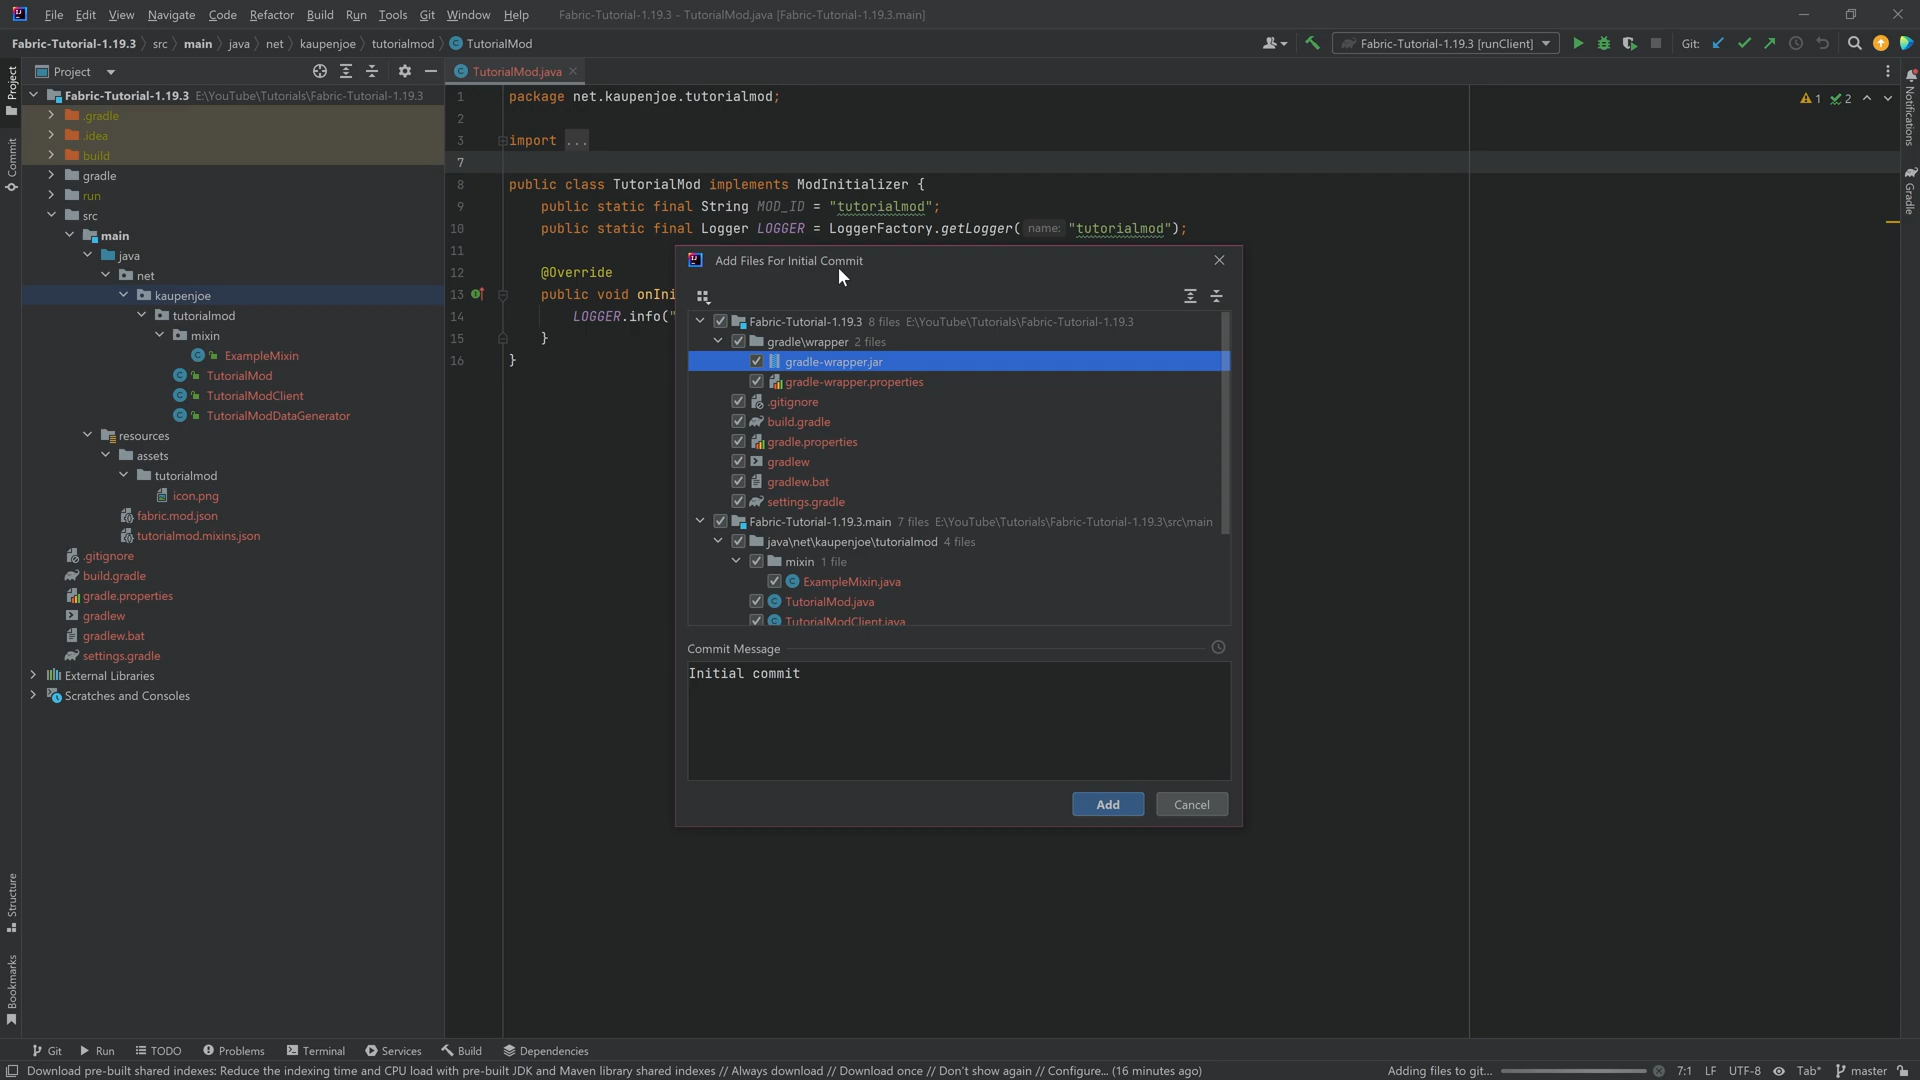 File Edit View Navigate Code Refactor Build Run Tools Git Window Help Fabric-Tutorial-1.19.3 - TutorialMod.java [Fabric-Tutorial-1.19.3.main]
Fabric-Tutorial-1.19.3 src main java net kaupenjoe tutorialmod TutorialMod Fabric-Tutorial-1.19.3 [runClient] Git:
Project
TutorialMod.java
Project
Commit
Structure
Bookmarks
Notifications
Gradle
Fabric-Tutorial-1.19.3 E:\YouTube\Tutorials\Fabric-Tutorial-1.19.3
.gradle
.idea
build
gradle
run
src
main
java
net
kaupenjoe
tutorialmod
mixin
ExampleMixin
TutorialMod
TutorialModClient
TutorialModDataGenerator
resources
assets
tutorialmod
icon.png
fabric.mod.json
tutorialmod.mixins.json
.gitignore
build.gradle
gradle.properties
gradlew
gradlew.bat
settings.gradle
External Libraries
Scratches and Consoles
1 package net.kaupenjoe.tutorialmod;
2
3 import ...
7
8 public class TutorialMod implements ModInitializer {
9 public static final String MOD_ID = "tutorialmod";
10 public static final Logger LOGGER = LoggerFactory.getLogger( name: "tutorialmod");
11
12 @Override
13 public void onIni
14 LOGGER.info("
15 }
16 }
1 2
Add Files For Initial Commit
Fabric-Tutorial-1.19.3 8 files E:\YouTube\Tutorials\Fabric-Tutorial-1.19.3
gradle\wrapper 2 files
gradle-wrapper.jar
gradle-wrapper.properties
.gitignore
build.gradle
gradle.properties
gradlew
gradlew.bat
settings.gradle
Fabric-Tutorial-1.19.3.main 7 files E:\YouTube\Tutorials\Fabric-Tutorial-1.19.3\src\main
java\net\kaupenjoe\tutorialmod 4 files
mixin 1 file
ExampleMixin.java
TutorialMod.java
TutorialModClient.java
Commit Message
Initial commit
Add Cancel
Git Run TODO Problems Terminal Services Build Dependencies
Download pre-built shared indexes: Reduce the indexing time and CPU load with pre-built JDK and Maven library shared indexes // Always download // Download once // Don't show again // Configure... (16 minutes ago) Adding files to git... 7:1 LF UTF-8 Tab* master